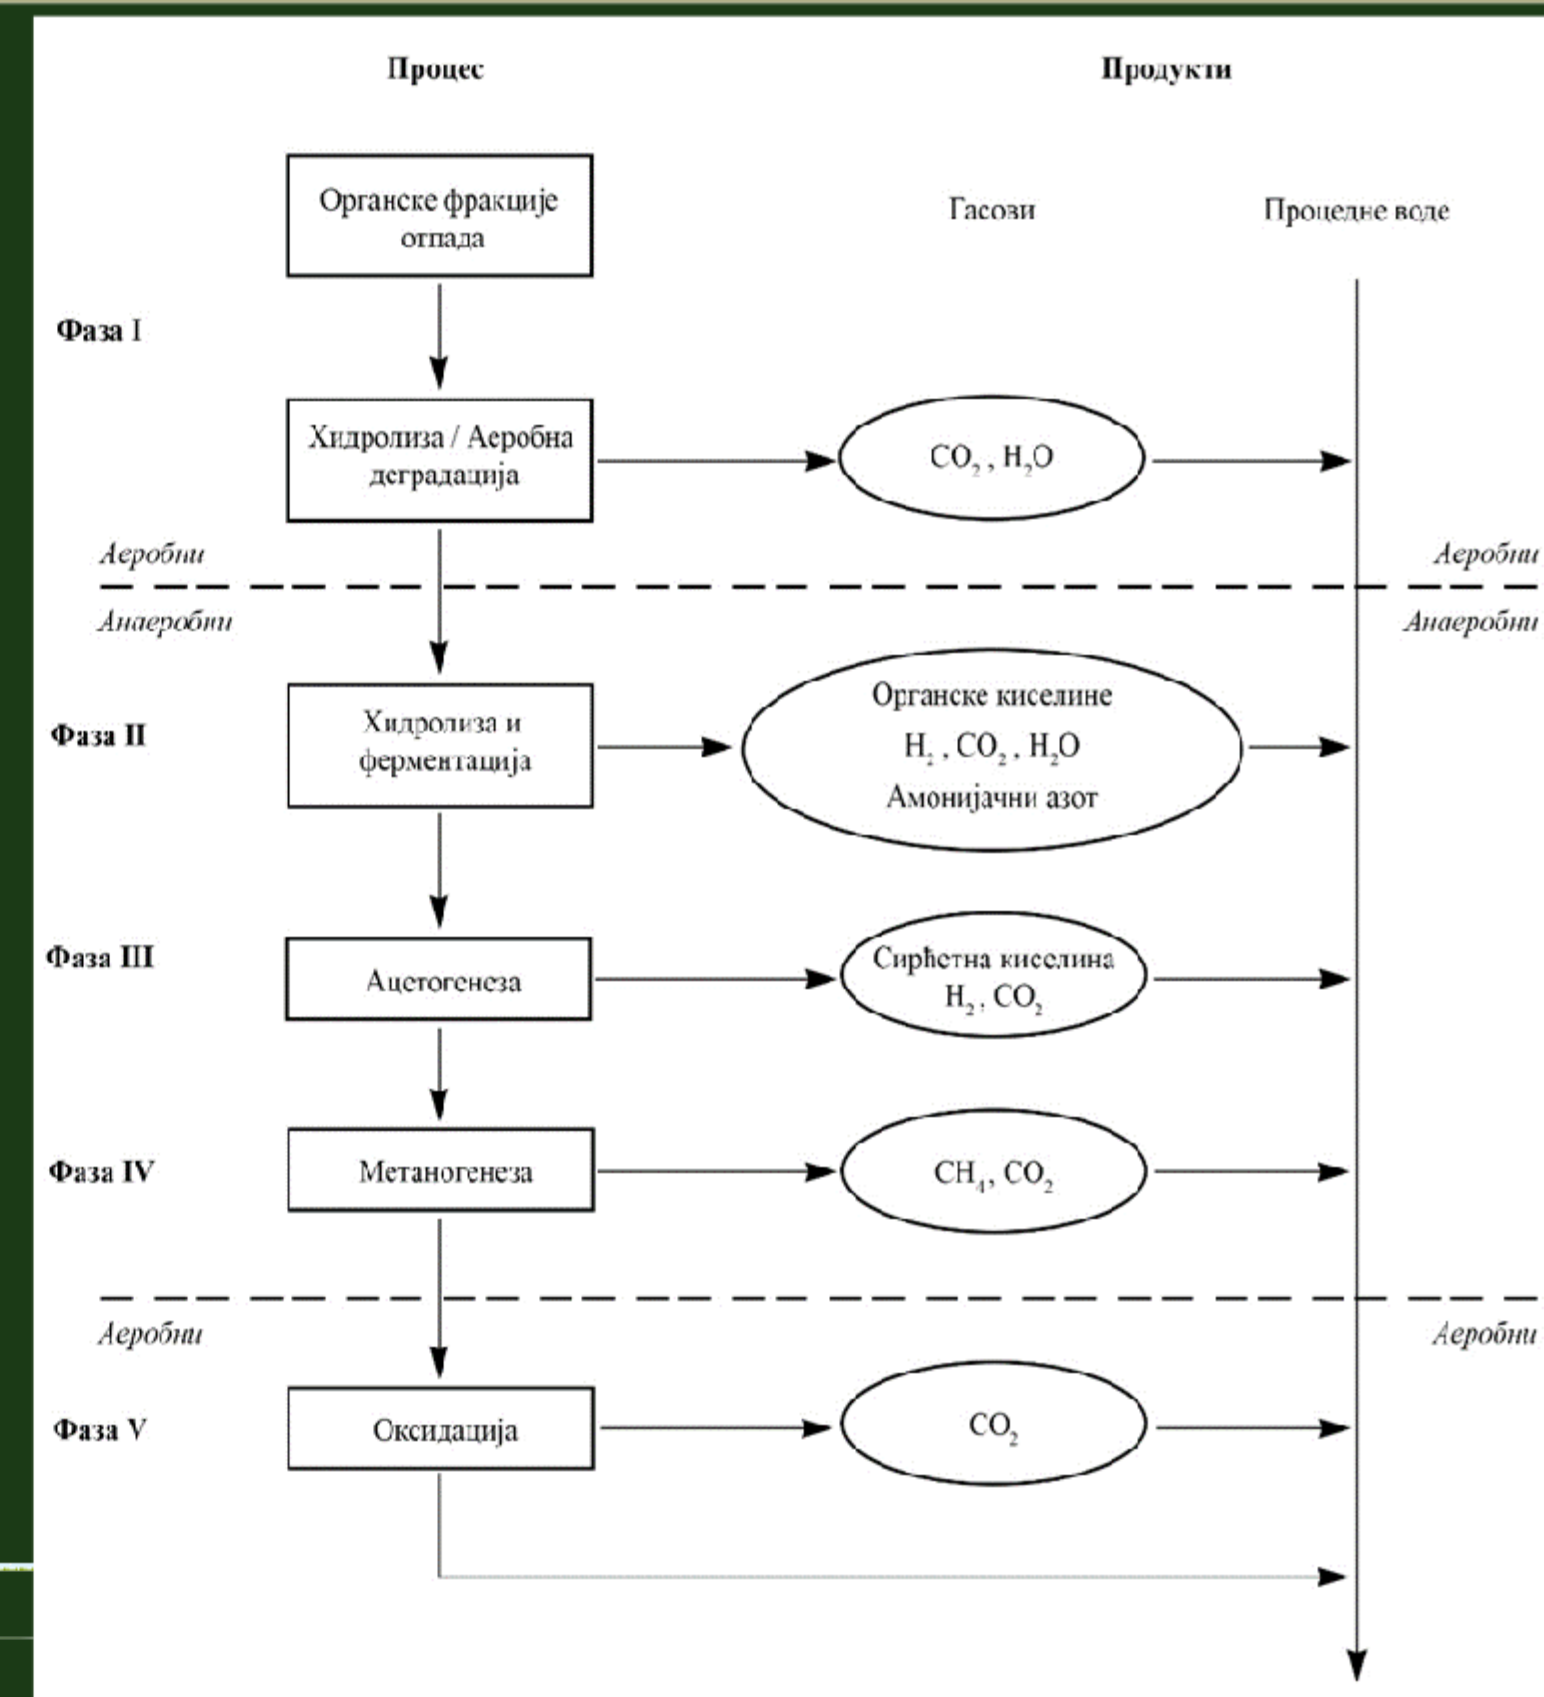 Процес
Продукти
Органске фракције
отпада
Гасови
Процедне воде
Фаза I
Хидролиза / Аеробна
деградација
CO₂ , H₂O
Аеробни
Аеробни
Анаеробни
Анаеробни
Фаза II
Хидролиза и
ферментација
Органске киселине
H₂ , CO₂ , H₂O
Амонијачни азот
Фаза III
Ацетогенеза
Сирћетна киселина
H₂, CO₂
Фаза IV
Метаногенеза
CH₄, CO₂
Аеробни
Аеробни
Фаза V
Оксидација
CO₂